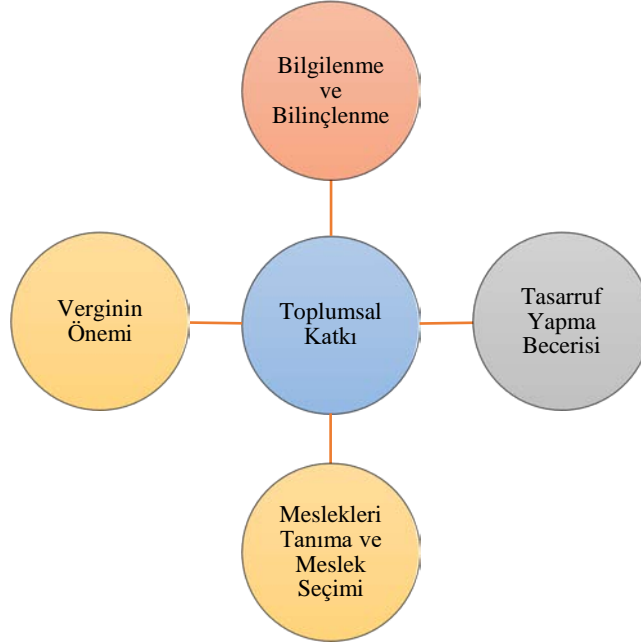 Bilgilenme
ve
Bilinçlenme
Verginin
Önemi
Toplumsal
Katkı
Tasarruf
Yapma
Becerisi
Meslekleri
Tanıma ve
Meslek
Seçimi